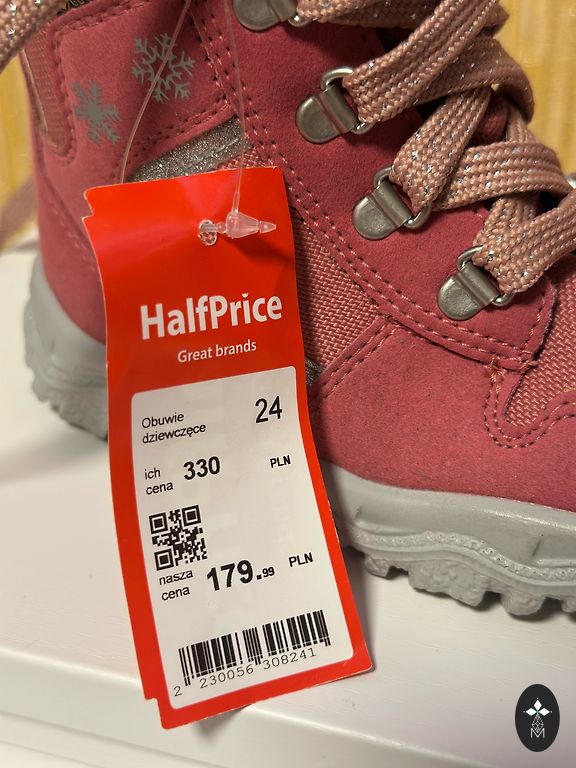 HalfPrice
Great brands
Obuwie
dziewczęce
24
ich
cena
330
PLN
nasza
cena
179.99
PLN
2 230056 308241
M